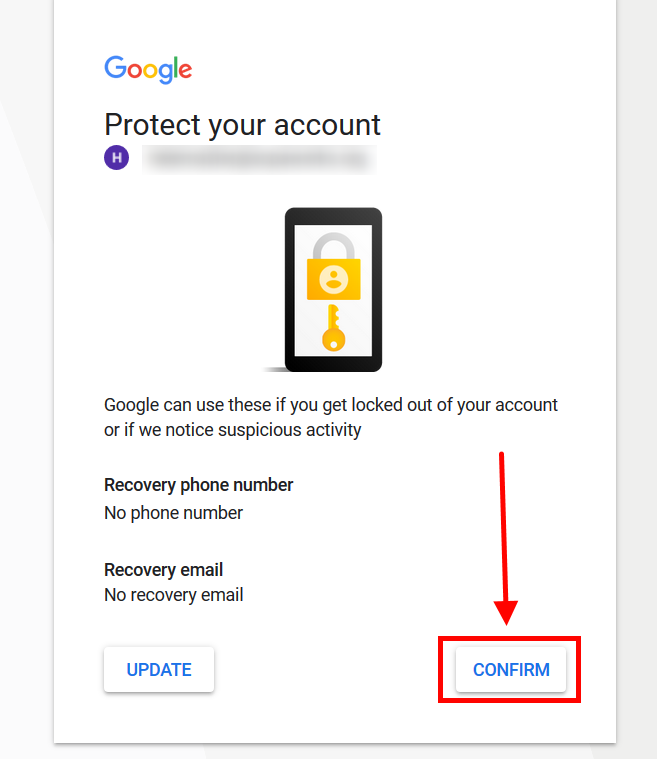 Google
Protect your account
H
Google can use these if you get locked out of your account
or if we notice suspicious activity
Recovery phone number
No phone number
Recovery email
No recovery email
UPDATE
CONFIRM